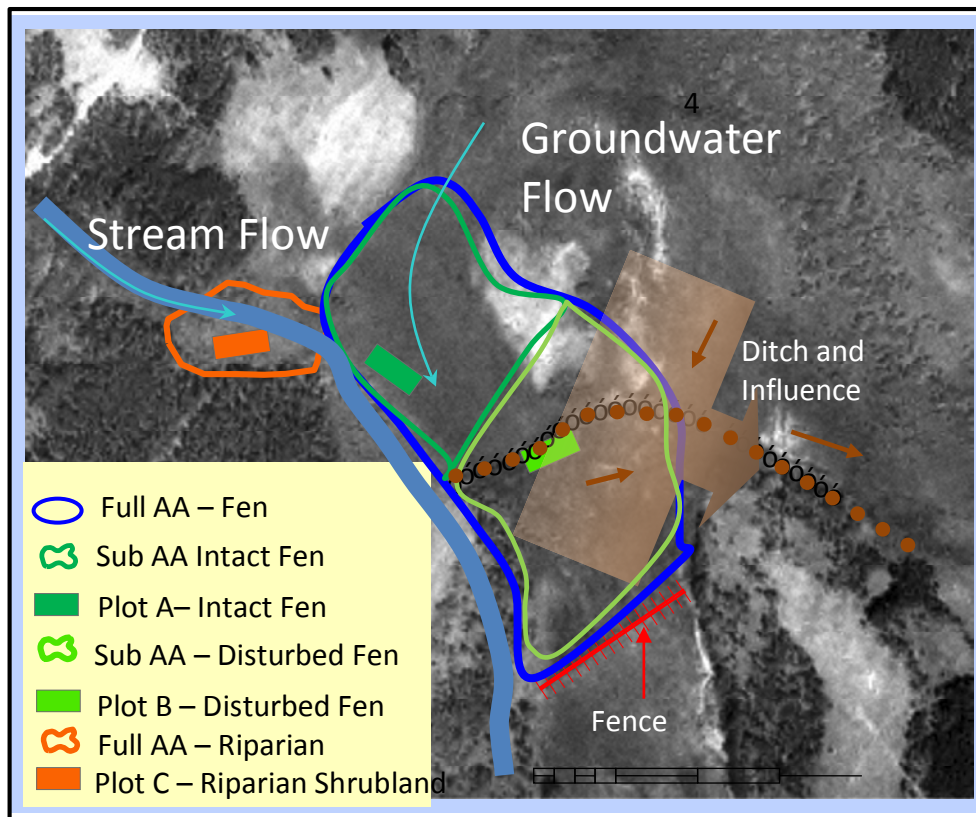 4
Groundwater
Flow
Stream Flow
Ditch and
Influence
Full AA – Fen
Sub AA Intact Fen
Plot A– Intact Fen
Sub AA – Disturbed Fen
Plot B – Disturbed Fen
Full AA – Riparian
Plot C – Riparian Shrubland
Fence